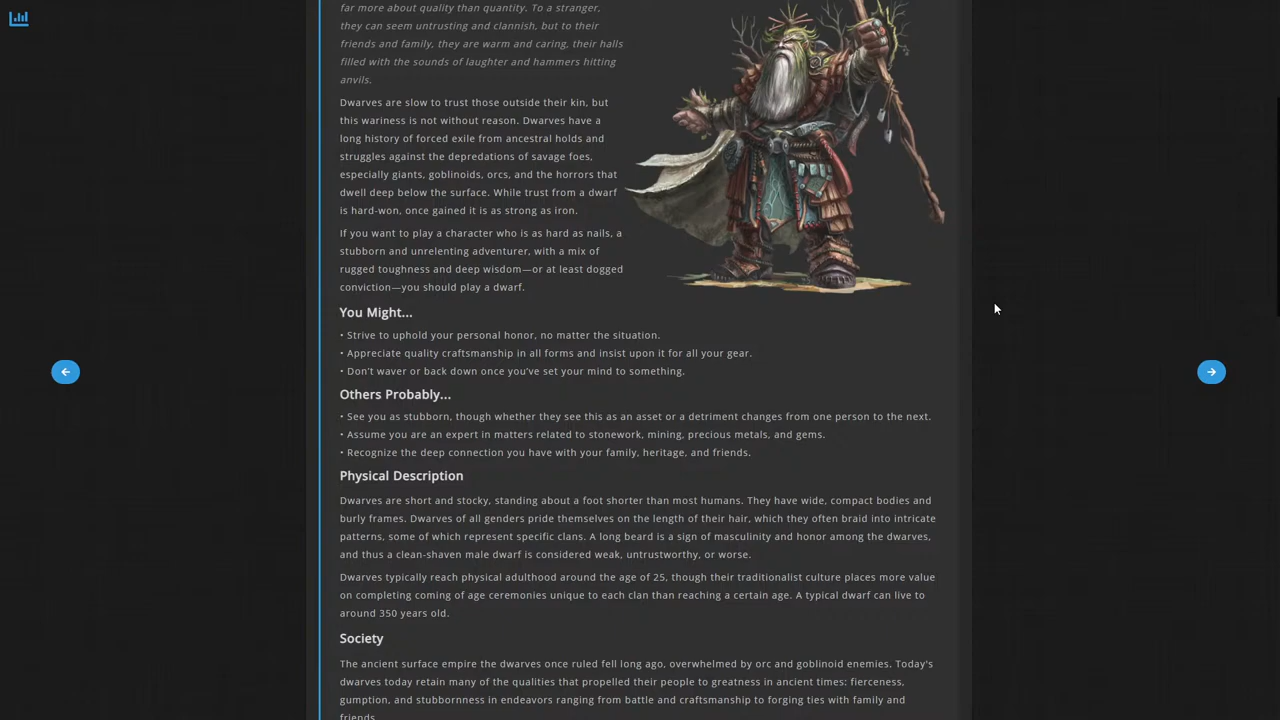 far more about quality than quantity. To a stranger,
they can seem untrusting and clannish, but to their
friends and family, they are warm and caring, their halls
filled with the sounds of laughter and hammers hitting
anvils.
Dwarves are slow to trust those outside their kin, but
this wariness is not without reason. Dwarves have a
long history of forced exile from ancestral holds and
struggles against the depredations of savage foes,
especially giants, goblinoids, orcs, and the horrors that
dwell deep below the surface. While trust from a dwarf
is hard-won, once gained it is as strong as iron.
If you want to play a character who is as hard as nails, a
stubborn and unrelenting adventurer, with a mix of
rugged toughness and deep wisdom—or at least dogged
conviction—you should play a dwarf.
You Might...
• Strive to uphold your personal honor, no matter the situation.
• Appreciate quality craftsmanship in all forms and insist upon it for all your gear.
• Don’t waver or back down once you’ve set your mind to something.
Others Probably...
• See you as stubborn, though whether they see this as an asset or a detriment changes from one person to the next.
• Assume you are an expert in matters related to stonework, mining, precious metals, and gems.
• Recognize the deep connection you have with your family, heritage, and friends.
Physical Description
Dwarves are short and stocky, standing about a foot shorter than most humans. They have wide, compact bodies and
burly frames. Dwarves of all genders pride themselves on the length of their hair, which they often braid into intricate
patterns, some of which represent specific clans. A long beard is a sign of masculinity and honor among the dwarves,
and thus a clean-shaven male dwarf is considered weak, untrustworthy, or worse.
Dwarves typically reach physical adulthood around the age of 25, though their traditionalist culture places more value
on completing coming of age ceremonies unique to each clan than reaching a certain age. A typical dwarf can live to
around 350 years old.
Society
The ancient surface empire the dwarves once ruled fell long ago, overwhelmed by orc and goblinoid enemies. Today's
dwarves today retain many of the qualities that propelled their people to greatness in ancient times: fierceness,
gumption, and stubbornness in endeavors ranging from battle and craftsmanship to forging ties with family and
friends.